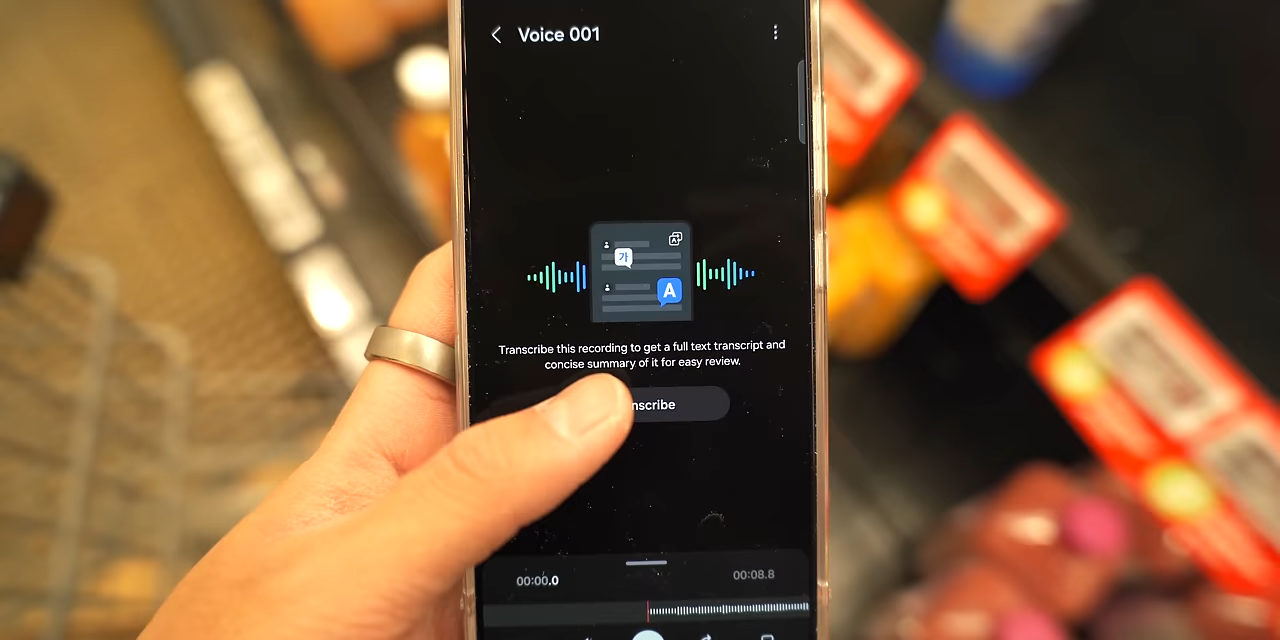 Voice 001
가
A
Transcribe this recording to get a full text transcript and
concise summary of it for easy review.
nscribe
00:00.0
00:08.8